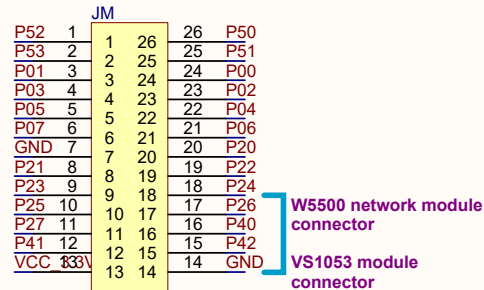 JM
P52 1 1 26 26 P50
P53 2 2 25 25 P51
P01 3 3 24 24 P00
P03 4 4 23 23 P02
P05 5 5 22 22 P04
P07 6 6 21 21 P06
GND 7 7 20 20 P20
P21 8 8 19 19 P22
P23 9 9 18 18 P24
P25 10 10 17 17 P26
P27 11 11 16 16 P40
P41 12 12 15 15 P42
VCC_3.3V 13 13 14 14 GND
W5500 network module
connector
VS1053 module
connector